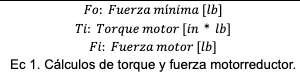 Fo: Fuerza mínima [lb]
Ti: Torque motor [in * lb]
Fi: Fuerza motor [lb]
Ec 1. Cálculos de torque y fuerza motorreductor.